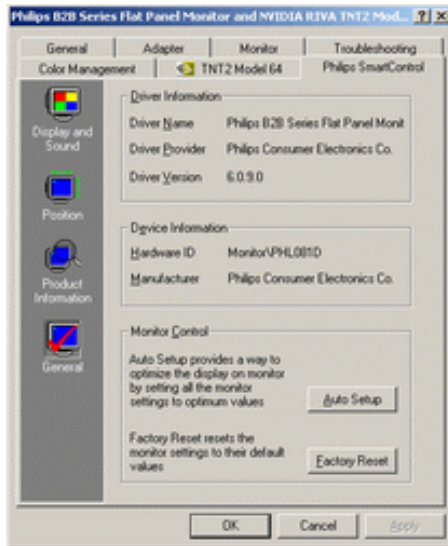 Philips B2B Series Flat Panel Monitor and NVIDIA RIVA TNT2 Mod...
General Adapter Monitor Troubleshooting
Color Management TNT2 Model 64 Philips SmartControl
Display and
Sound
Position
Product
Information
General
Driver Information
Driver Name Philips B2B Series Flat Panel Monit
Driver Provider Philips Consumer Electronics Co.
Driver Version 6.0.9.0
Device Information
Hardware ID Monitor\PHL081D
Manufacturer Philips Consumer Electronics Co.
Monitor Control
Auto Setup provides a way to
optimize the display on monitor
by setting all the monitor
settings to optimum values
Auto Setup
Factory Reset resets the
monitor settings to their default
values
Factory Reset
OK Cancel Apply